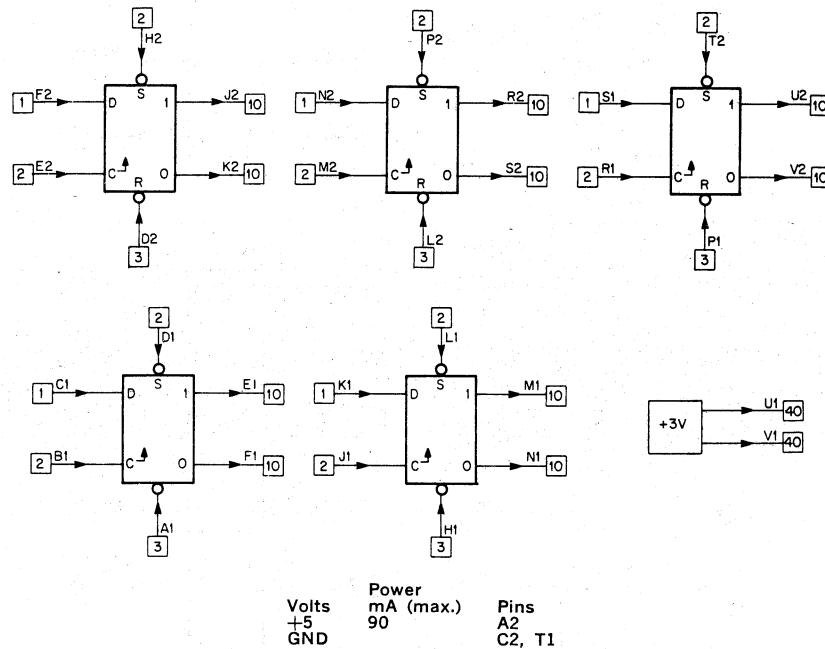 2 2 2
H2 P2 T2
S S S
1 F2 D 1 J2 10 1 N2 D 1 R2 10 1 S1 D 1 U2 10
2 E2 C 0 K2 10 2 M2 C 0 S2 10 2 R1 C 0 V2 10
R R R
D2 L2 P1
3 3 3
2 2
D1 L1
S S
1 C1 D 1 E1 10 1 K1 D 1 M1 10 +3V U1 40
2 B1 C 0 F1 10 2 J1 C 0 N1 10 V1 40
A1 H1
3 3
Power
Volts mA (max.) Pins
+5 90 A2
GND C2, T1